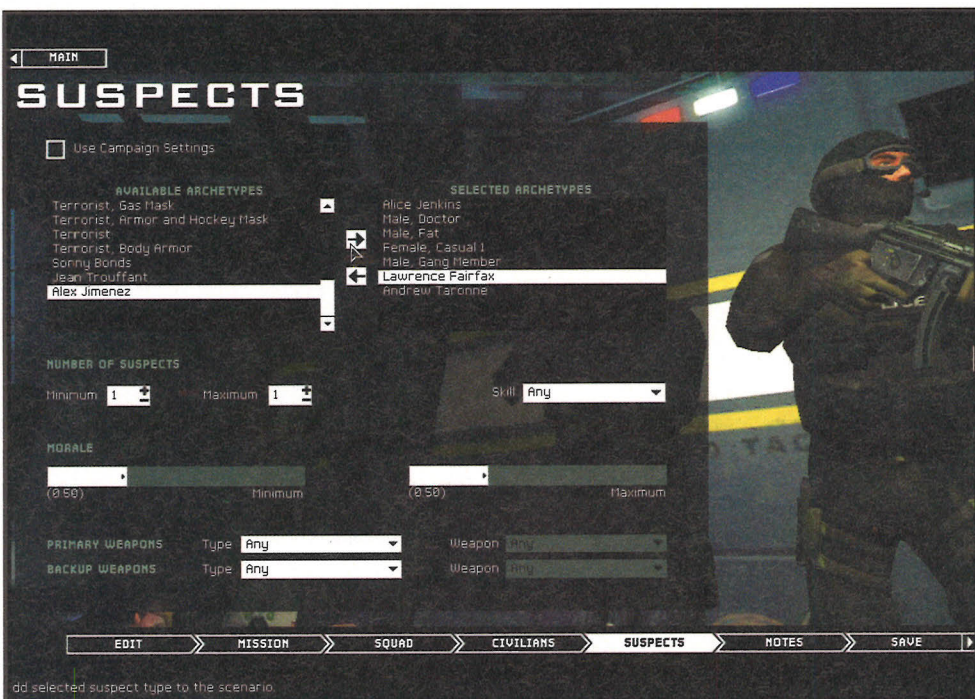 MAIN
SUSPECTS
Use Campaign Settings
AVAILABLE ARCHETYPES
Terrorist, Gas Mask
Terrorist, Armor and Hockey Mask
Terrorist
Terrorist, Body Armor
Sonny Bonds
Jean Trouffant
Alex Jimenez
SELECTED ARCHETYPES
Alice Jenkins
Male, Doctor
Male, Fat
Female, Casual 1
Male, Gang Member
Lawrence Fairfax
Andrew Taronne
NUMBER OF SUSPECTS
Minimum 1 Maximum 1 Skill Any
MORALE
(0.50) Minimum (0.50) Maximum
PRIMARY WEAPONS Type Any Weapon Any
BACKUP WEAPONS Type Any Weapon Any
TAC
EDIT MISSION SQUAD CIVILIANS SUSPECTS NOTES SAVE
dd selected suspect type to the scenario.